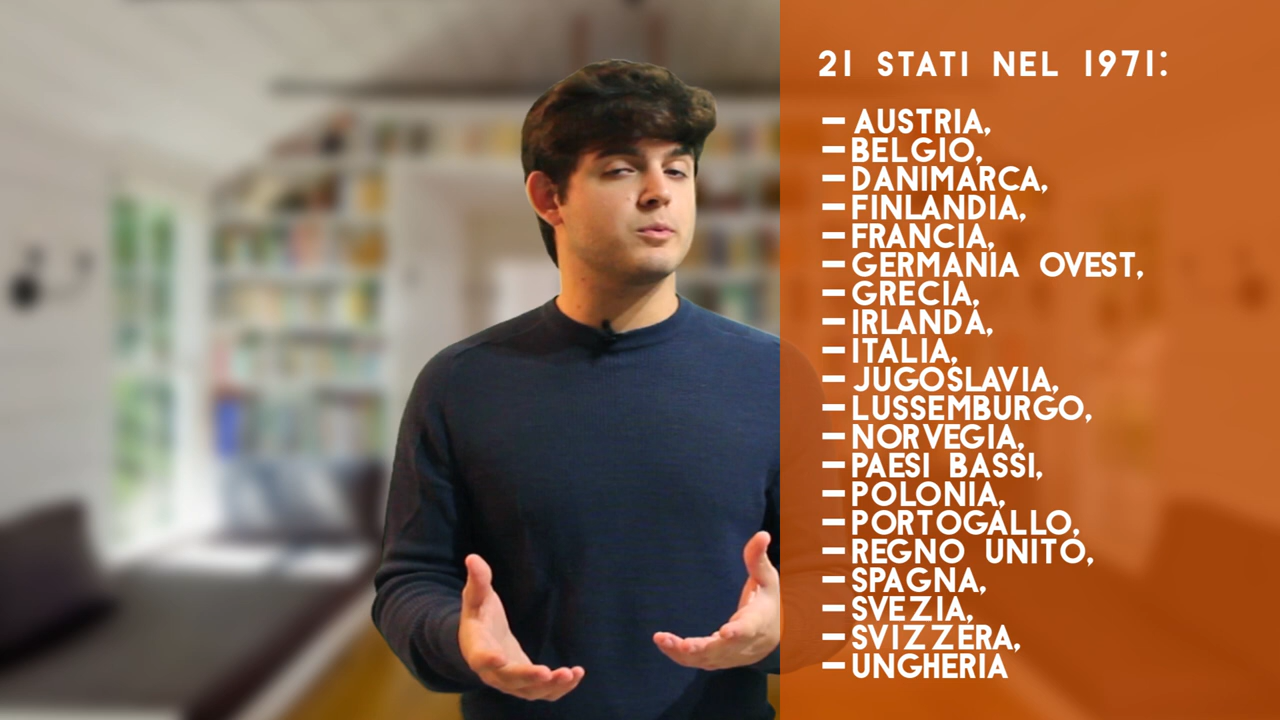 21 STATI NEL 1971:
– AUSTRIA,
– BELGIO,
– DANIMARCA,
– FINLANDIA,
– FRANCIA,
– GERMANIA OVEST,
– GRECIA,
– IRLANDA,
– ITALIA,
– JUGOSLAVIA,
– LUSSEMBURGO,
– NORVEGIA,
– PAESI BASSI,
– POLONIA,
– PORTOGALLO,
– REGNO UNITO,
– SPAGNA,
– SVEZIA,
– SVIZZERA,
– UNGHERIA